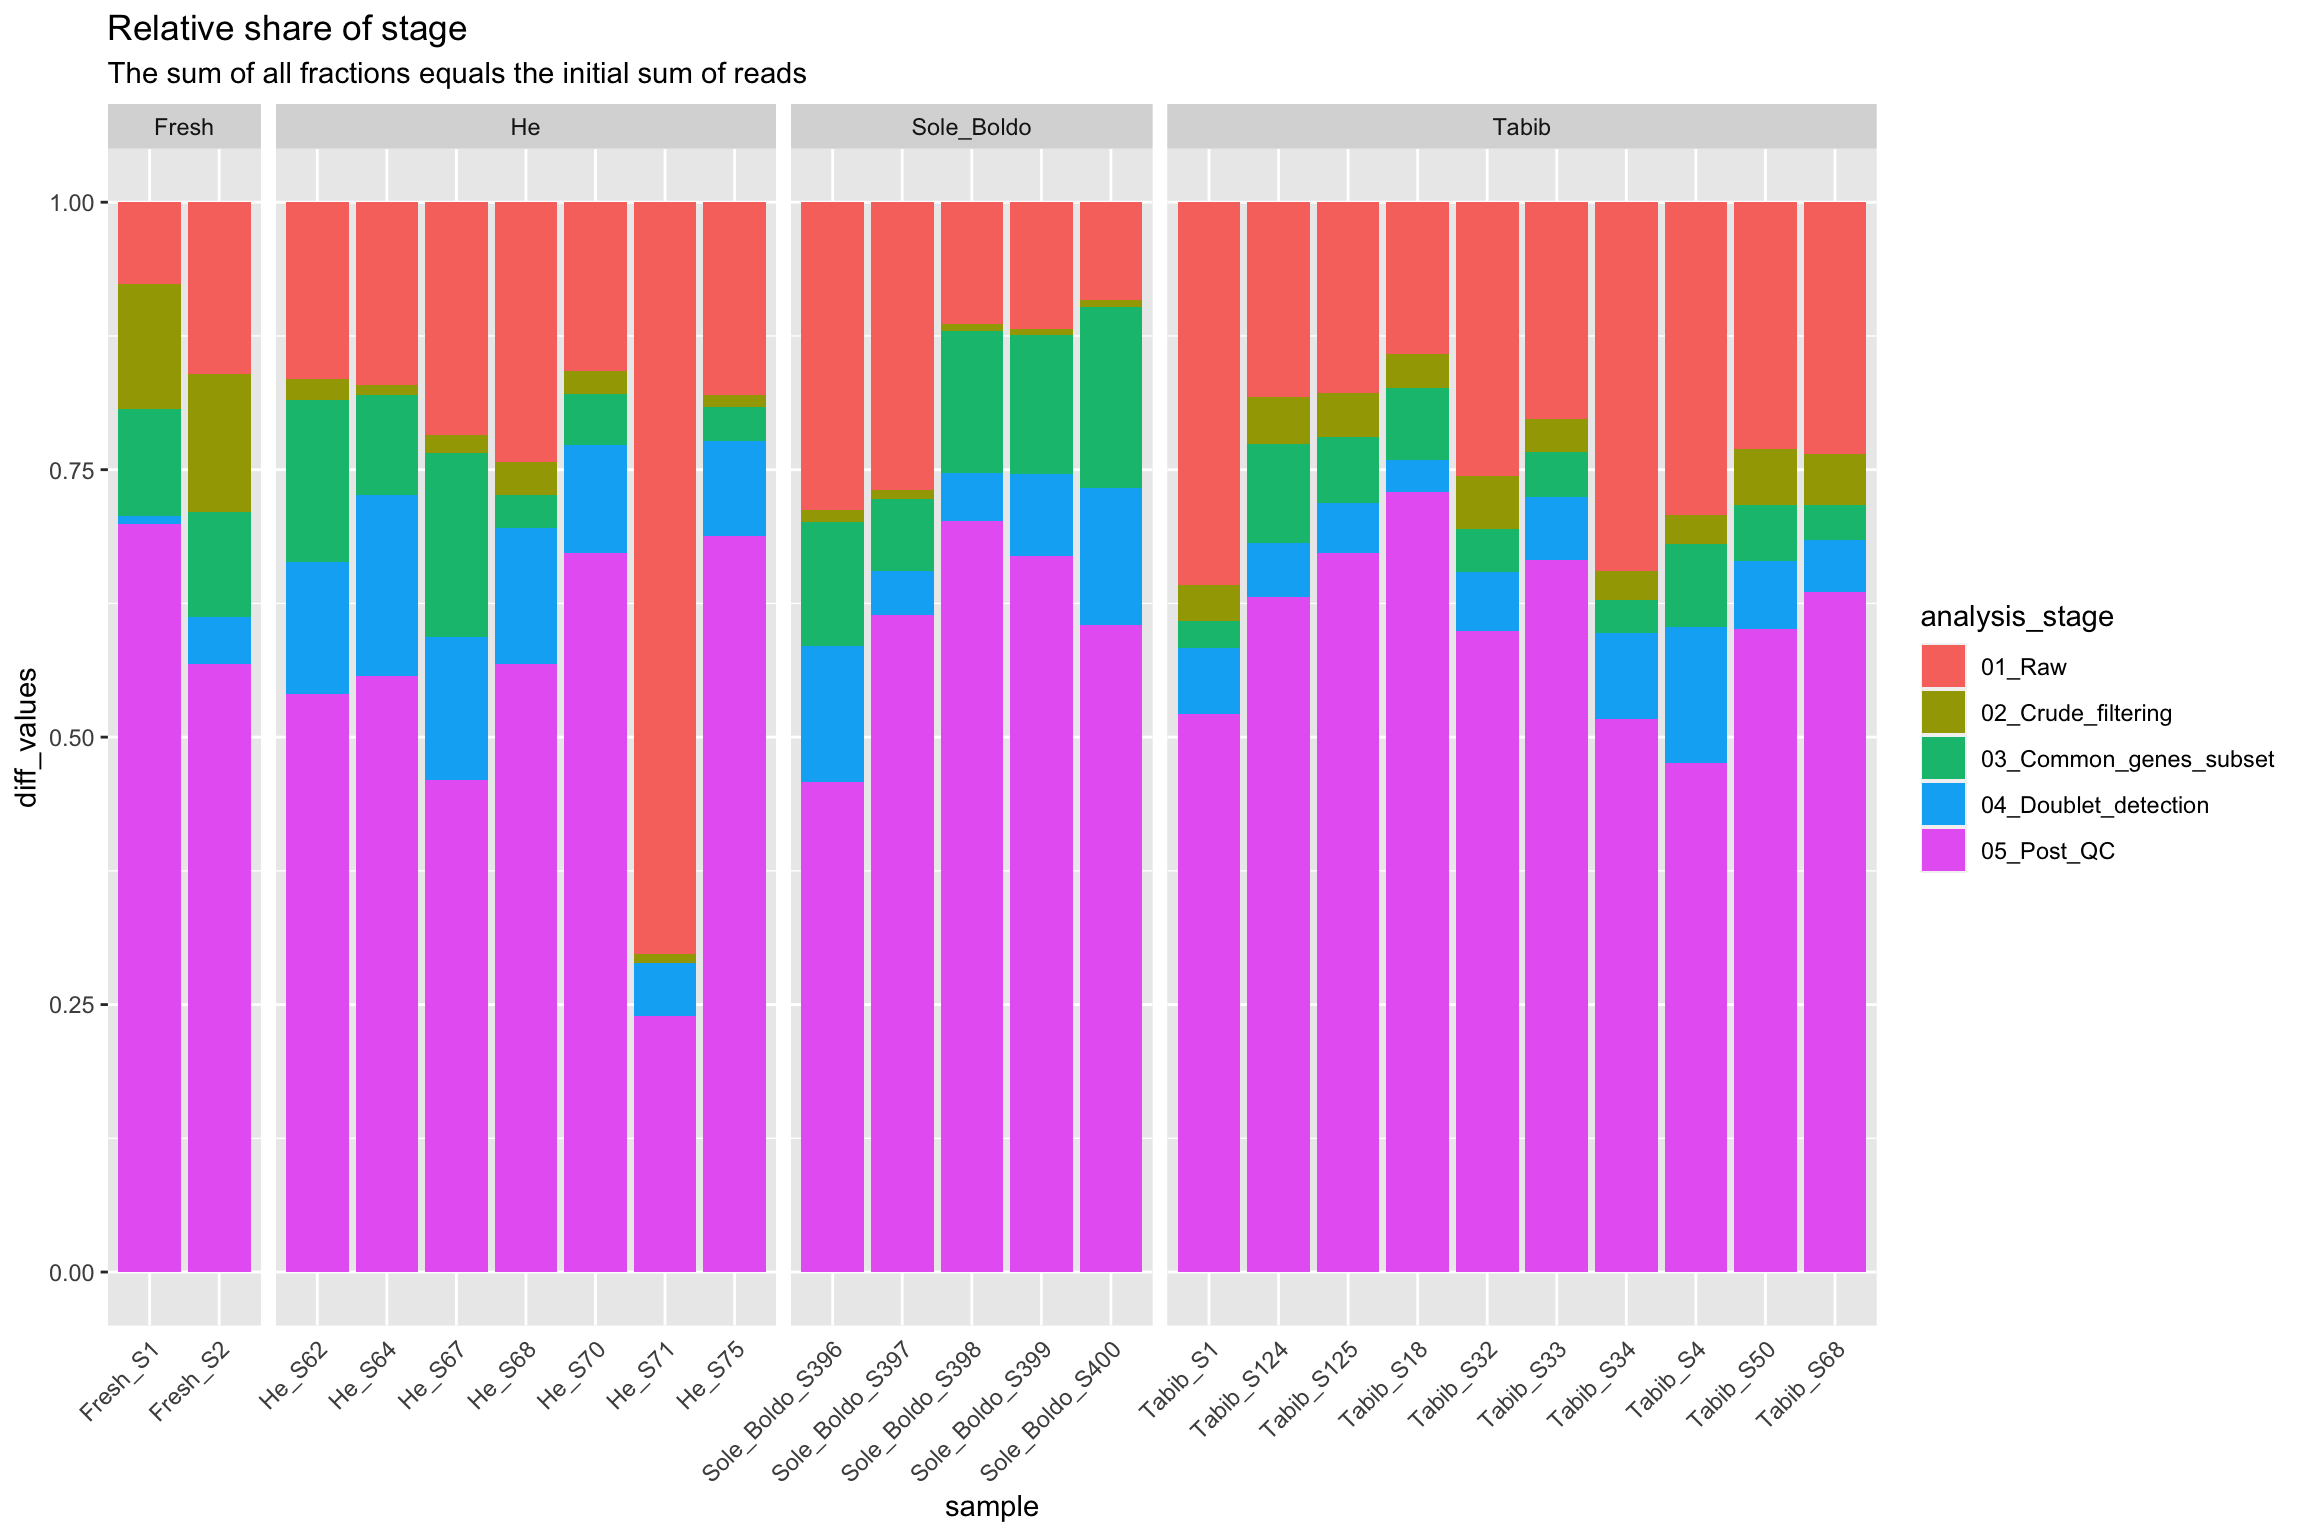 Relative share of stage
The sum of all fractions equals the initial sum of reads
Fresh
He
Sole_Boldo
Tabib
1.00
0.75
0.50
0.25
0.00
diff_values
Fresh_S1
Fresh_S2
He_S62
He_S64
He_S67
He_S68
He_S70
He_S71
He_S75
Sole_Boldo_S396
Sole_Boldo_S397
Sole_Boldo_S398
Sole_Boldo_S399
Sole_Boldo_S400
Tabib_S1
Tabib_S124
Tabib_S125
Tabib_S18
Tabib_S32
Tabib_S33
Tabib_S34
Tabib_S4
Tabib_S50
Tabib_S68
sample
analysis_stage
01_Raw
02_Crude_filtering
03_Common_genes_subset
04_Doublet_detection
05_Post_QC